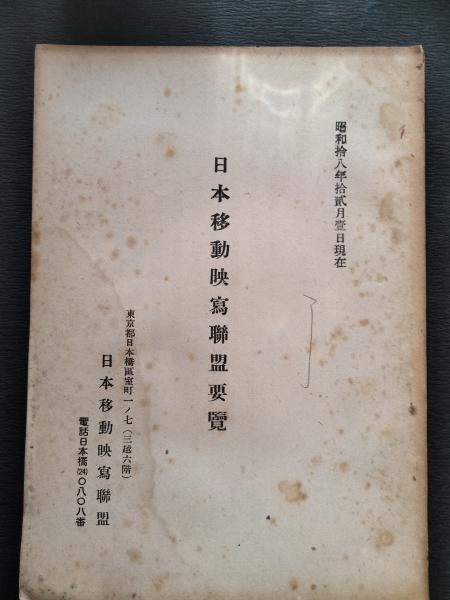 昭和拾八年拾貳月壹日現在
日本移動映寫聯盟要覽
東京都日本橋區室町一ノ七（三越六階）
日本移動映寫聯盟
電話日本橋㉔〇八〇八番